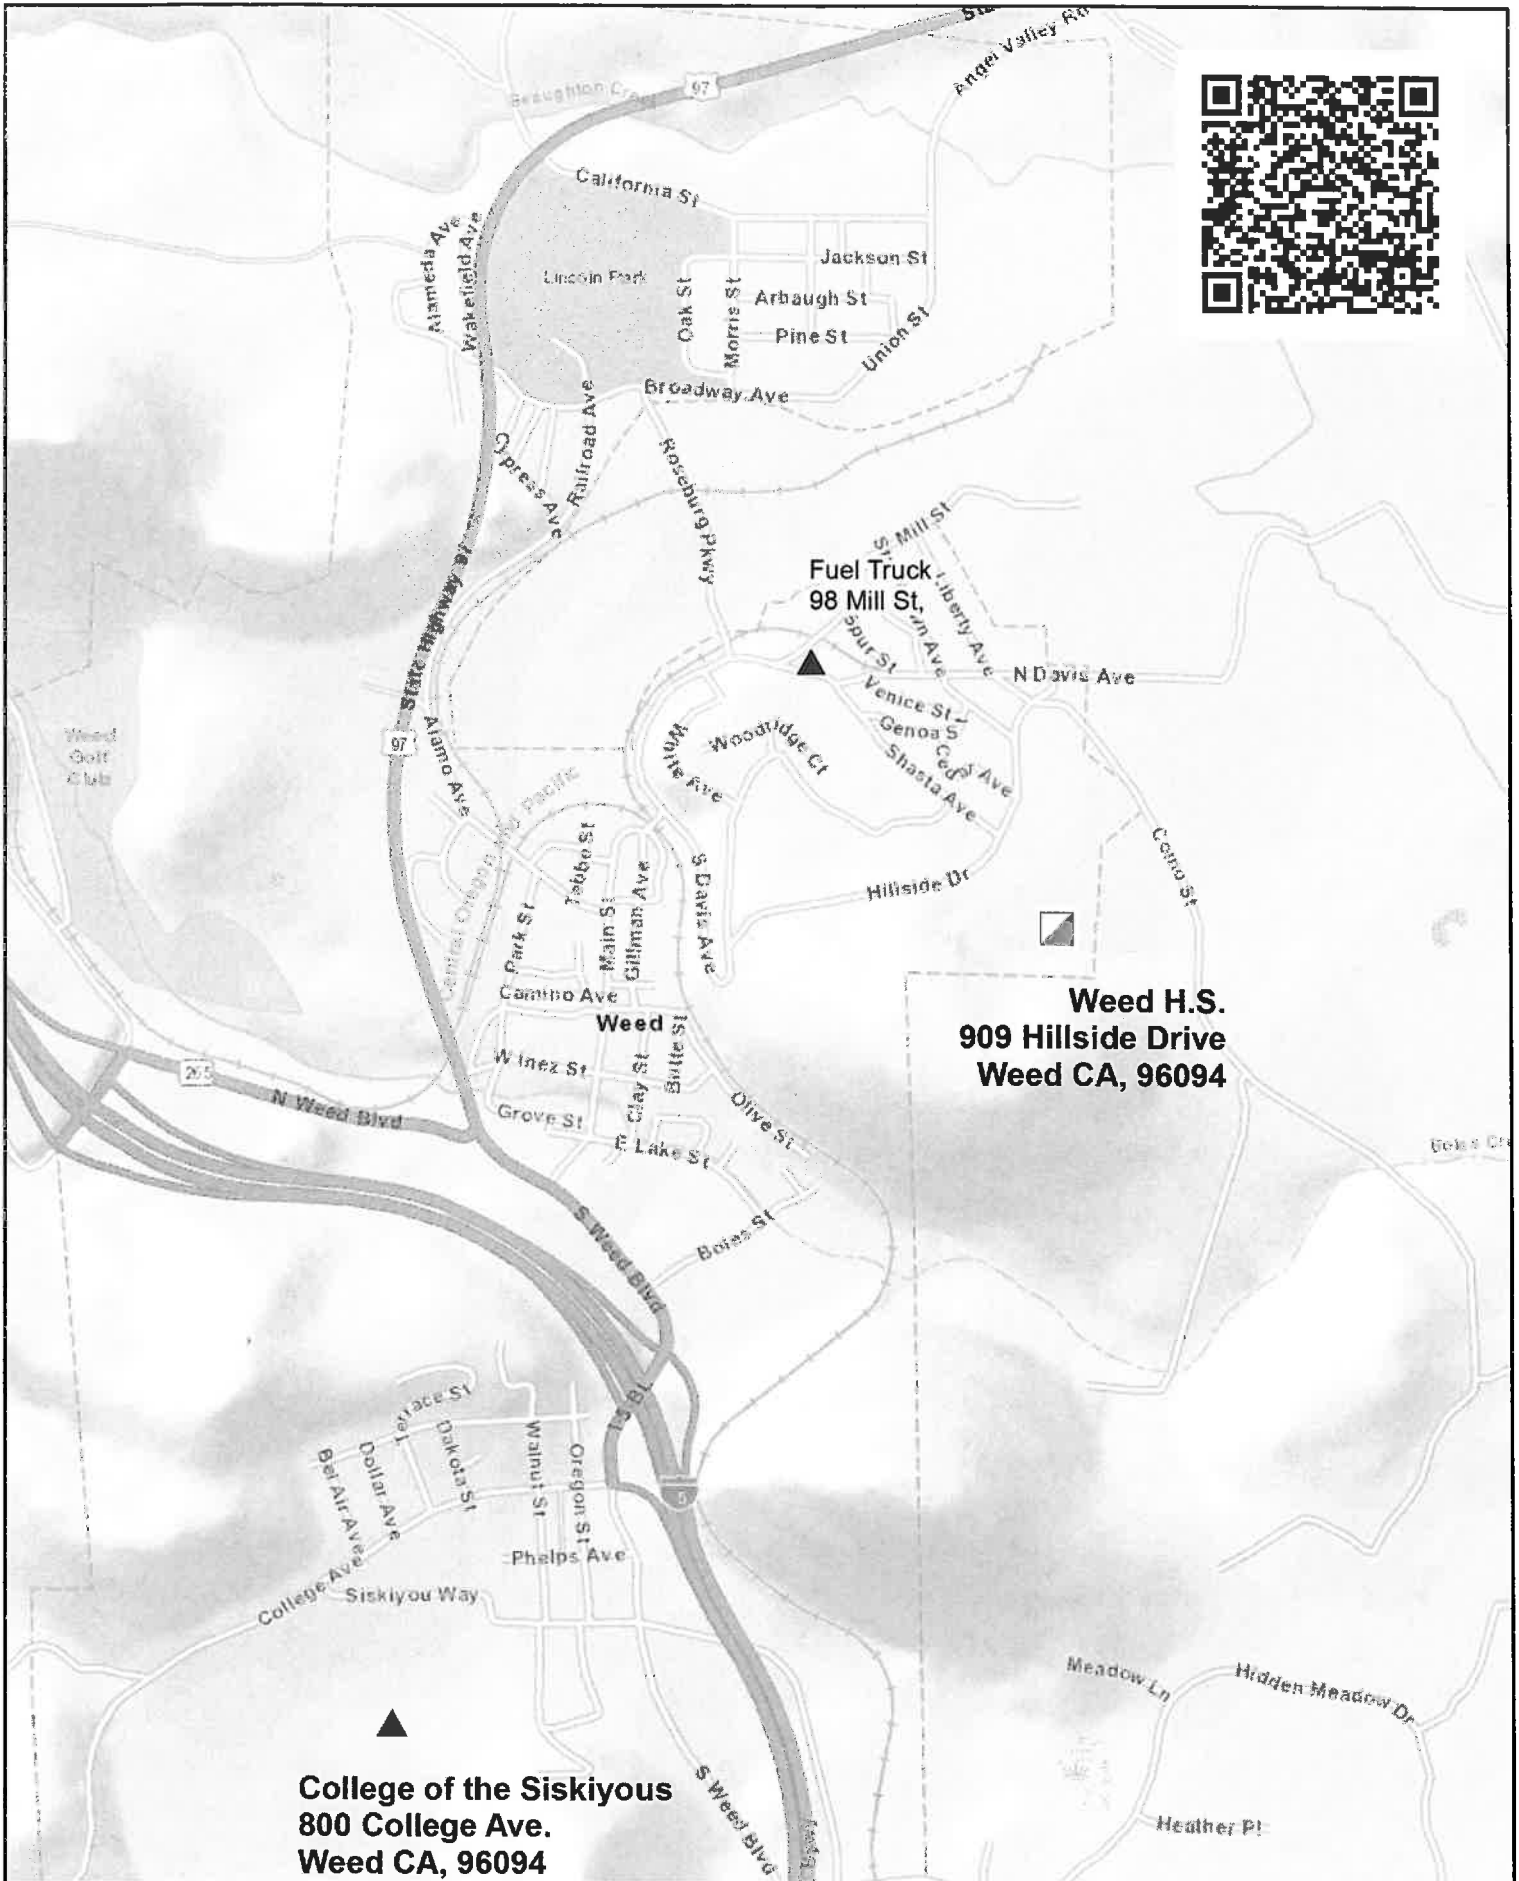 Angel Valley Rd
97
California St
Alameda Ave
Wakefield Ave
Lincoln Park
Jackson St
Oak St
Morris St
Arbaugh St
Pine St
Union St
Broadway Ave
Railroad Ave
Cypress Ave
Roseburg Pkwy
Mill St
Fuel Truck
98 Mill St,
Liberty Ave
Spur St
N Davis Ave
State Highway 97
Venice St
Genoa S
Shasta Ave
Woodridge Ct
White Ave
Weed
Golf
Club
97
Alamo Ave
Como St
S Davis Ave
Hillside Dr
Park St
Main St
Gillman Ave
Camino Ave
Weed
Weed H.S.
909 Hillside Drive
Weed CA, 96094
W Inez St
Clay St
Butte St
265
N Weed Blvd
Grove St
Olive St
E Lake St
S Weed Blvd
Boles St
Terrace St
Dakota St
Dollar Ave
Bel Air Ave
Walnut St
Oregon St
5
Phelps Ave
College Ave
Siskiyou Way
Meadow Ln
Hidden Meadow Dr
College of the Siskiyous
800 College Ave.
Weed CA, 96094
S Weed Blvd
Heather Pl